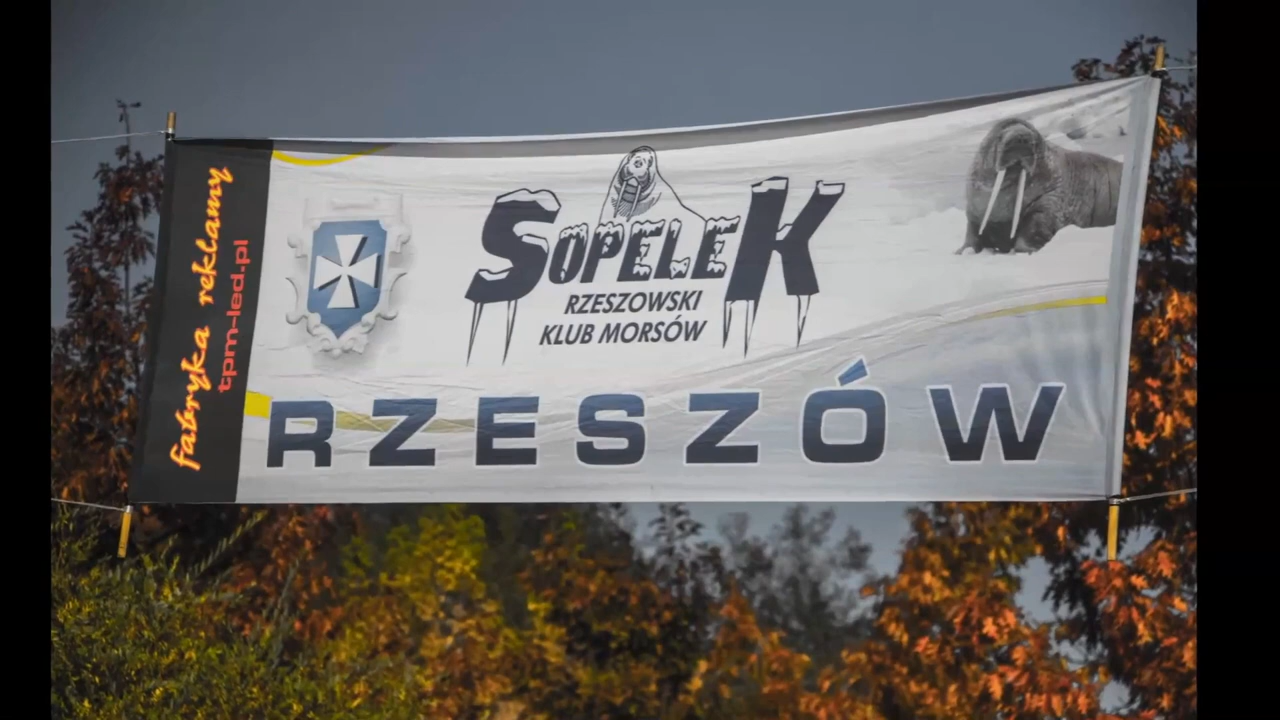 fabryka reklamy
tpm-led.pl
SOPELEK
RZESZOWSKI
KLUB MORSÓW
RZESZÓW